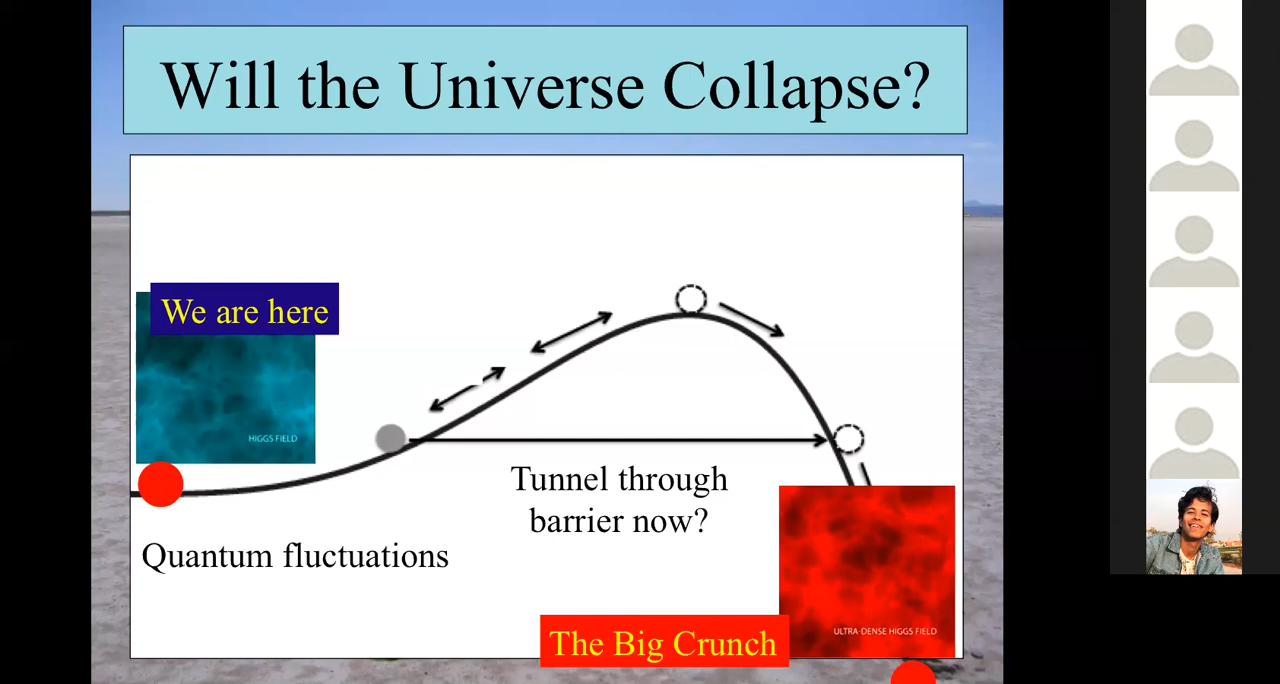 Will the Universe Collapse?
We are here
HIGGS FIELD
Tunnel through
barrier now?
Quantum fluctuations
ULTRA-DENSE HIGGS FIELD
The Big Crunch